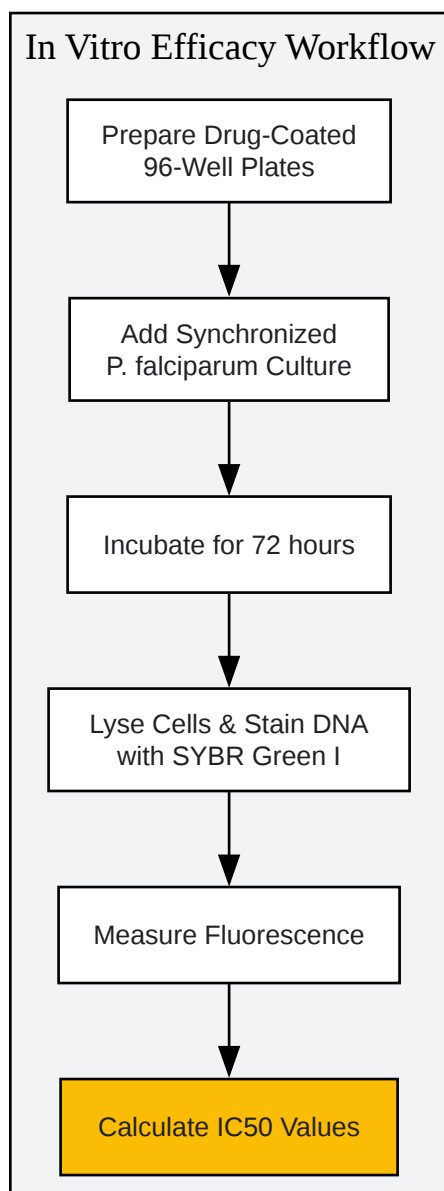 In Vitro Efficacy Workflow
Prepare Drug-Coated
96-Well Plates
Add Synchronized
P. falciparum Culture
Incubate for 72 hours
Lyse Cells & Stain DNA
with SYBR Green I
Measure Fluorescence
Calculate IC50 Values